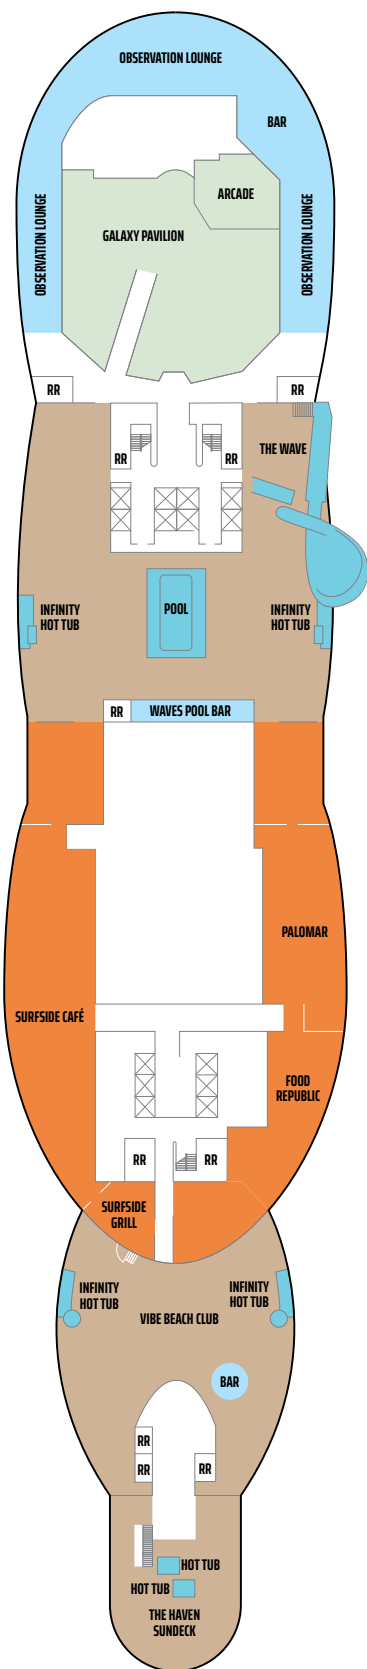 OBSERVATION LOUNGE
BAR
ARCADE
OBSERVATION LOUNGE
GALAXY PAVILION
OBSERVATION LOUNGE
RR
RR
THE WAVE
RR
RR
INFINITY
HOT TUB
POOL
INFINITY
HOT TUB
RR
WAVES POOL BAR
PALOMAR
SURFSIDE CAFÉ
FOOD
REPUBLIC
RR
RR
SURFSIDE
GRILL
INFINITY
HOT TUB
INFINITY
HOT TUB
VIBE BEACH CLUB
BAR
RR
RR
RR
HOT TUB
HOT TUB
THE HAVEN
SUNDECK